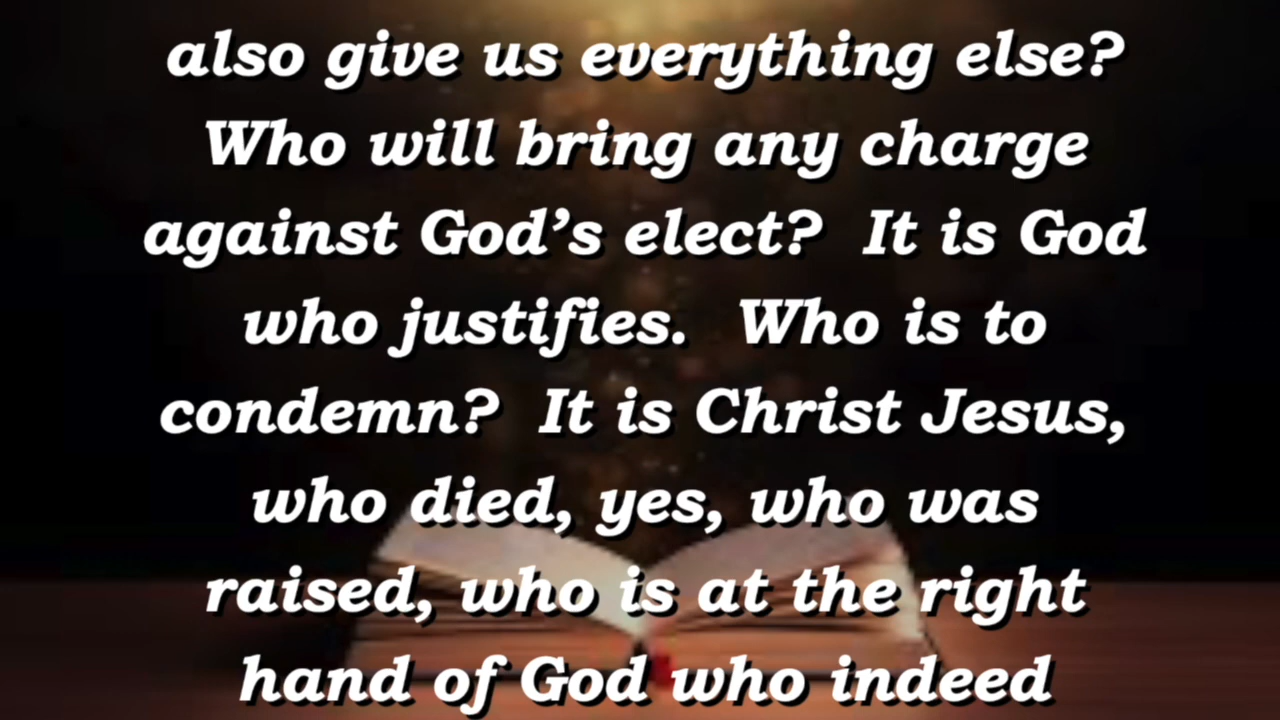 also give us everything else?
Who will bring any charge
against God’s elect?  It is God
who justifies.   Who is to
condemn?  It is Christ Jesus,
who died, yes, who was
raised, who is at the right
hand of God who indeed